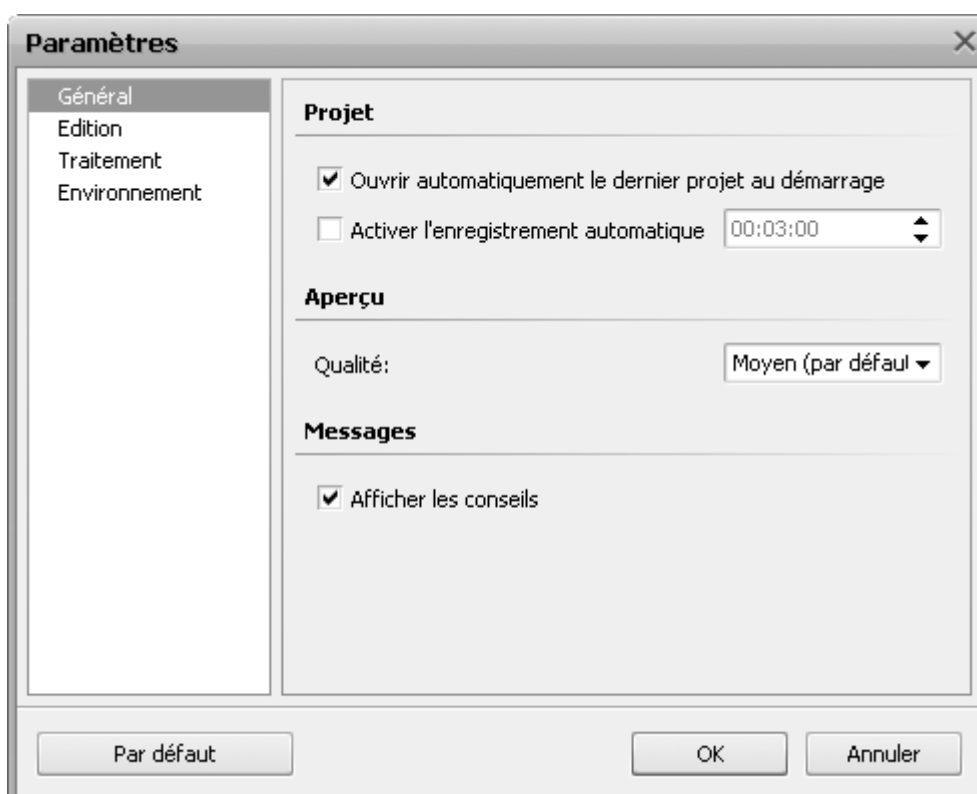 Paramètres
Général
Edition
Traitement
Environnement
Projet
Ouvrir automatiquement le dernier projet au démarrage
Activer l'enregistrement automatique 00:03:00
Aperçu
Qualité: Moyen (par défaul
Messages
Afficher les conseils
Par défaut OK Annuler